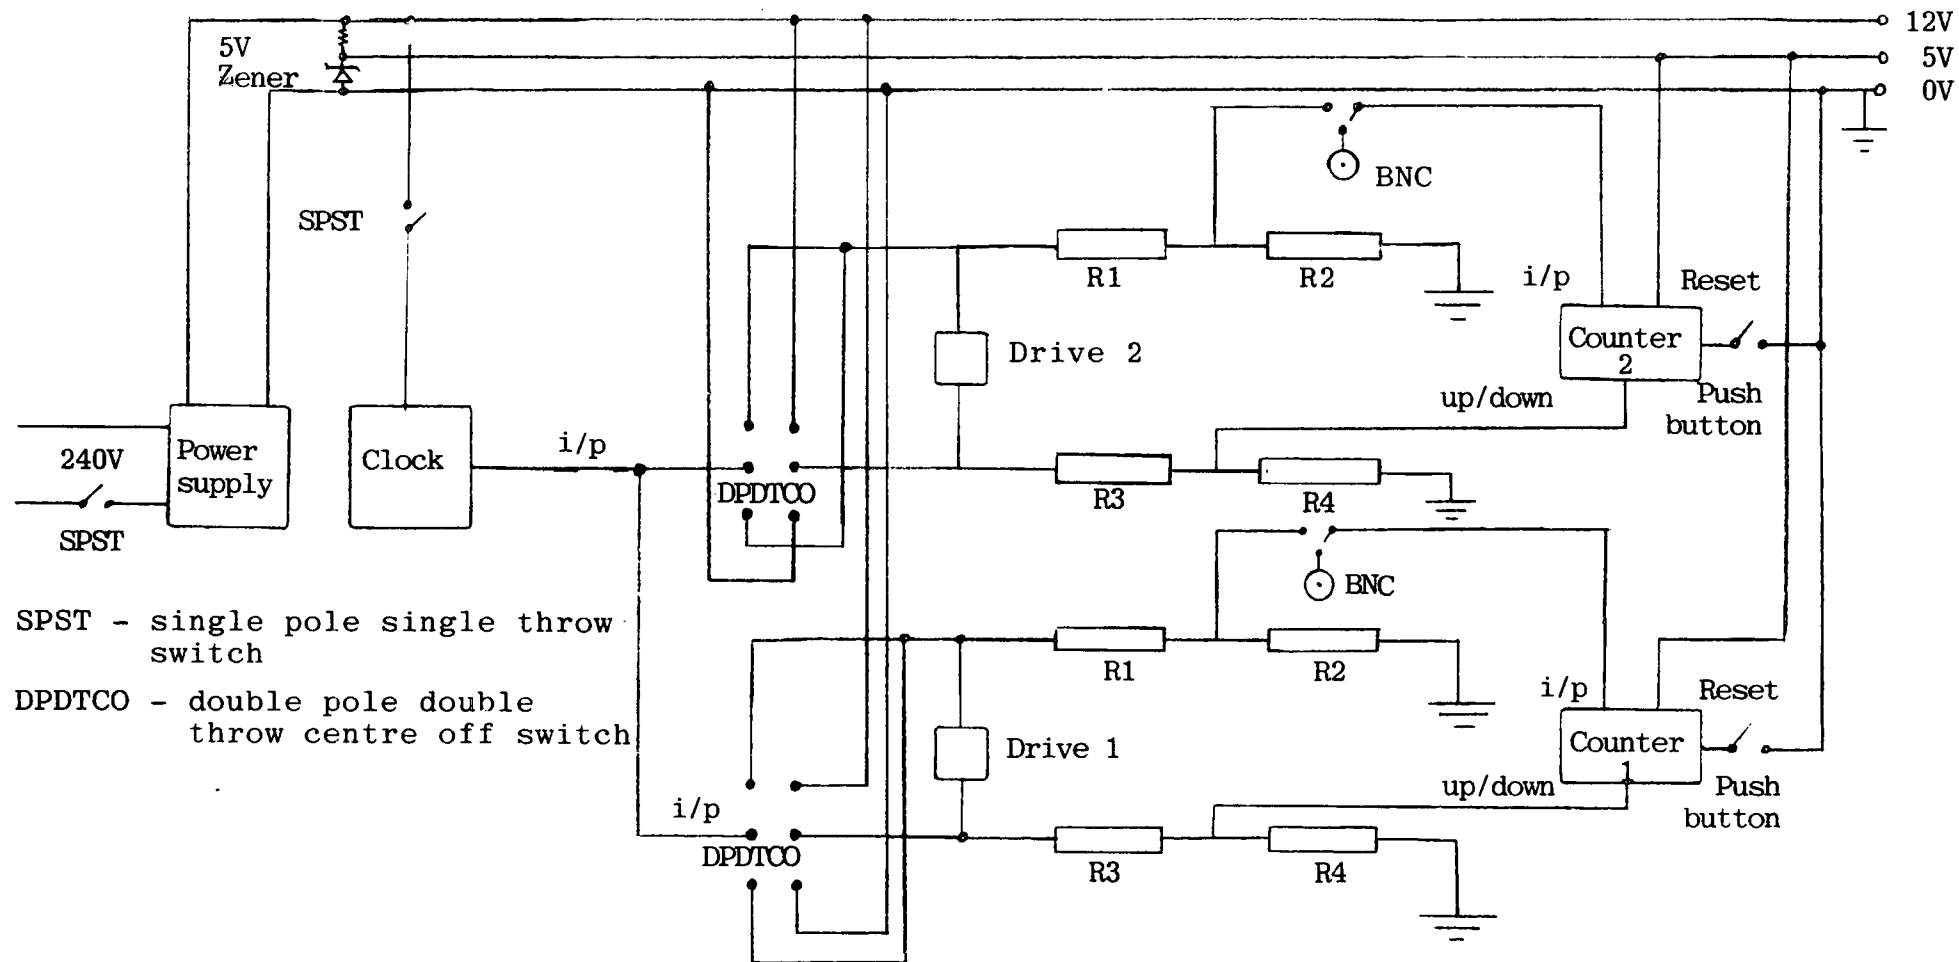 12V
5V
5V
Zener
0V
BNC
SPST
R1
R2
i/p
Reset
Drive 2
Counter
2
up/down
Push
button
240V
Power
supply
Clock
i/p
DPDTCO
R3
R4
SPST
BNC
SPST - single pole single throw
switch
DPDTCO - double pole double
throw centre off switch
R1
R2
i/p
Reset
Drive 1
Counter
1
up/down
Push
button
i/p
DPDTCO
R3
R4